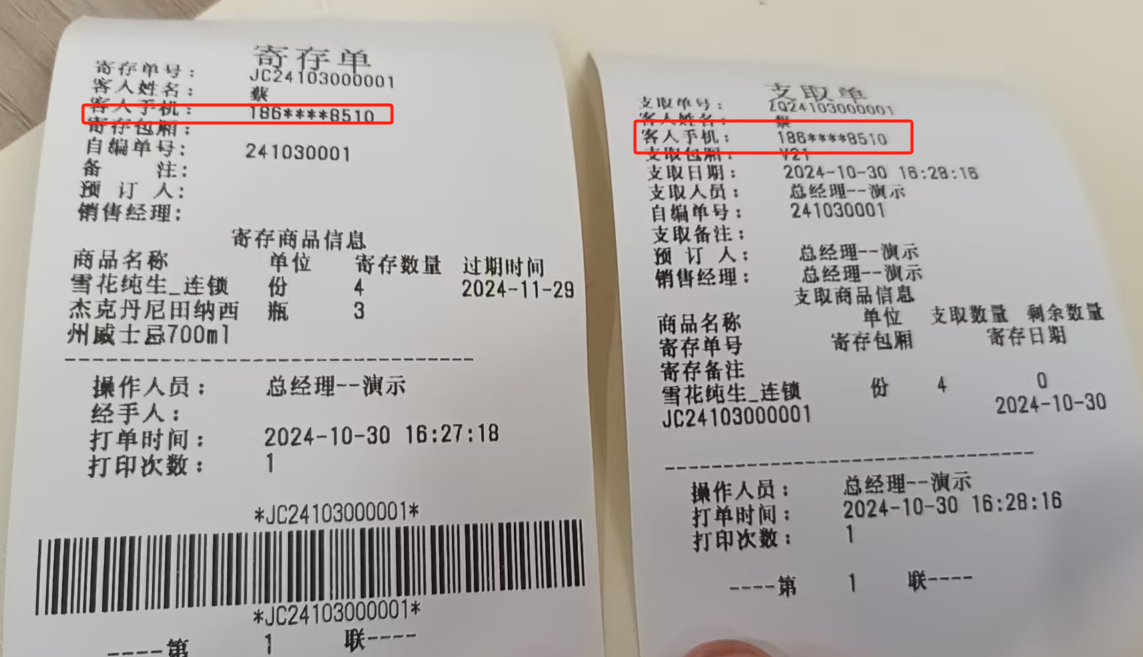 寄存单
寄存单号： JC24103000001
客人姓名： 蔡
客人手机： 186****8510
寄存包厢：
自编单号： 241030001
备 注：
预 订 人：
销售经理：
寄存商品信息
商品名称 单位 寄存数量 过期时间
雪花纯生_连锁 份 4 2024-11-29
杰克丹尼田纳西 瓶 3
州威士忌700ml
--------------------------------
操作人员： 总经理--演示
经手人：
打单时间： 2024-10-30 16:27:18
打印次数： 1
*JC24103000001*
*JC24103000001*
----第 1 联----
支取单
支取单号： ZQ24103000001
客人姓名： 蔡
客人手机： 186****8510
支取包厢： V21
支取日期： 2024-10-30 16:28:16
支取人员： 总经理--演示
自编单号： 241030001
支取备注：
预 订 人： 总经理--演示
销售经理： 总经理--演示
支取商品信息
商品名称 单位 支取数量 剩余数量
寄存单号 寄存包厢 寄存日期
寄存备注
雪花纯生_连锁 份 4 0
JC24103000001 2024-10-30
--------------------------------
操作人员： 总经理--演示
打单时间： 2024-10-30 16:28:16
打印次数： 1
----第 1 联----